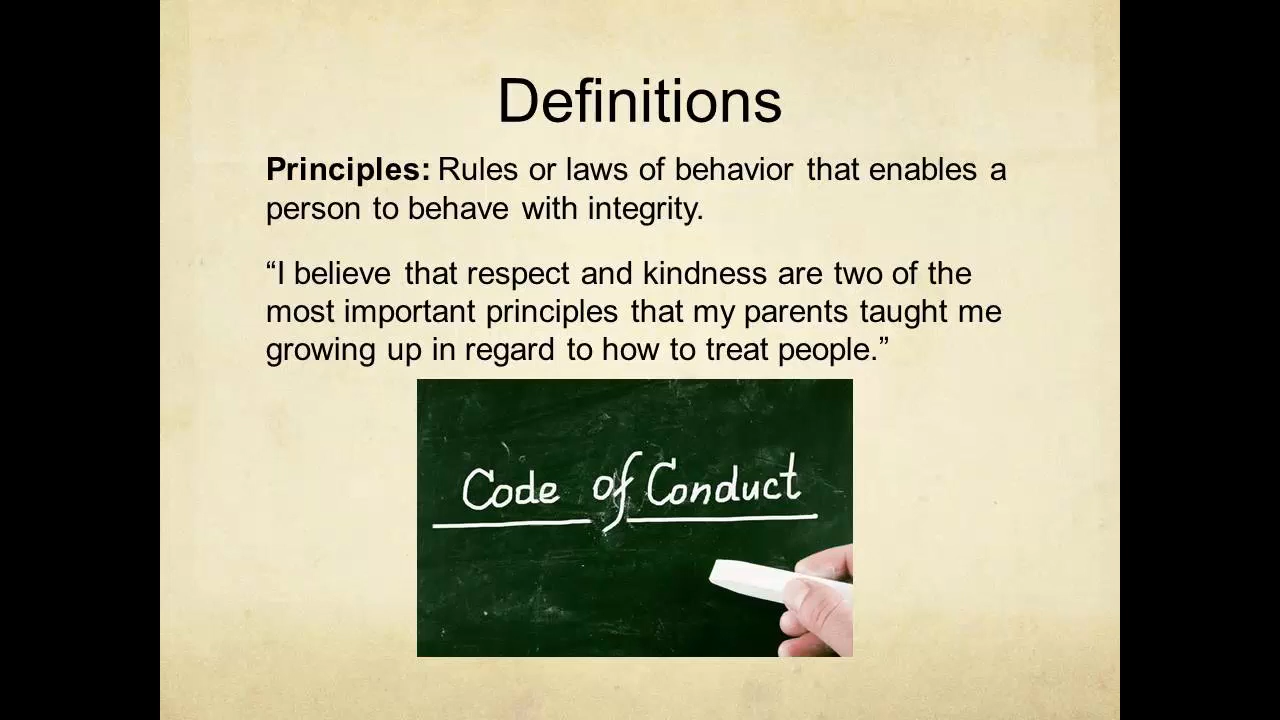 Definitions
Principles: Rules or laws of behavior that enables a
person to behave with integrity.
“I believe that respect and kindness are two of the
most important principles that my parents taught me
growing up in regard to how to treat people.”
Code of Conduct